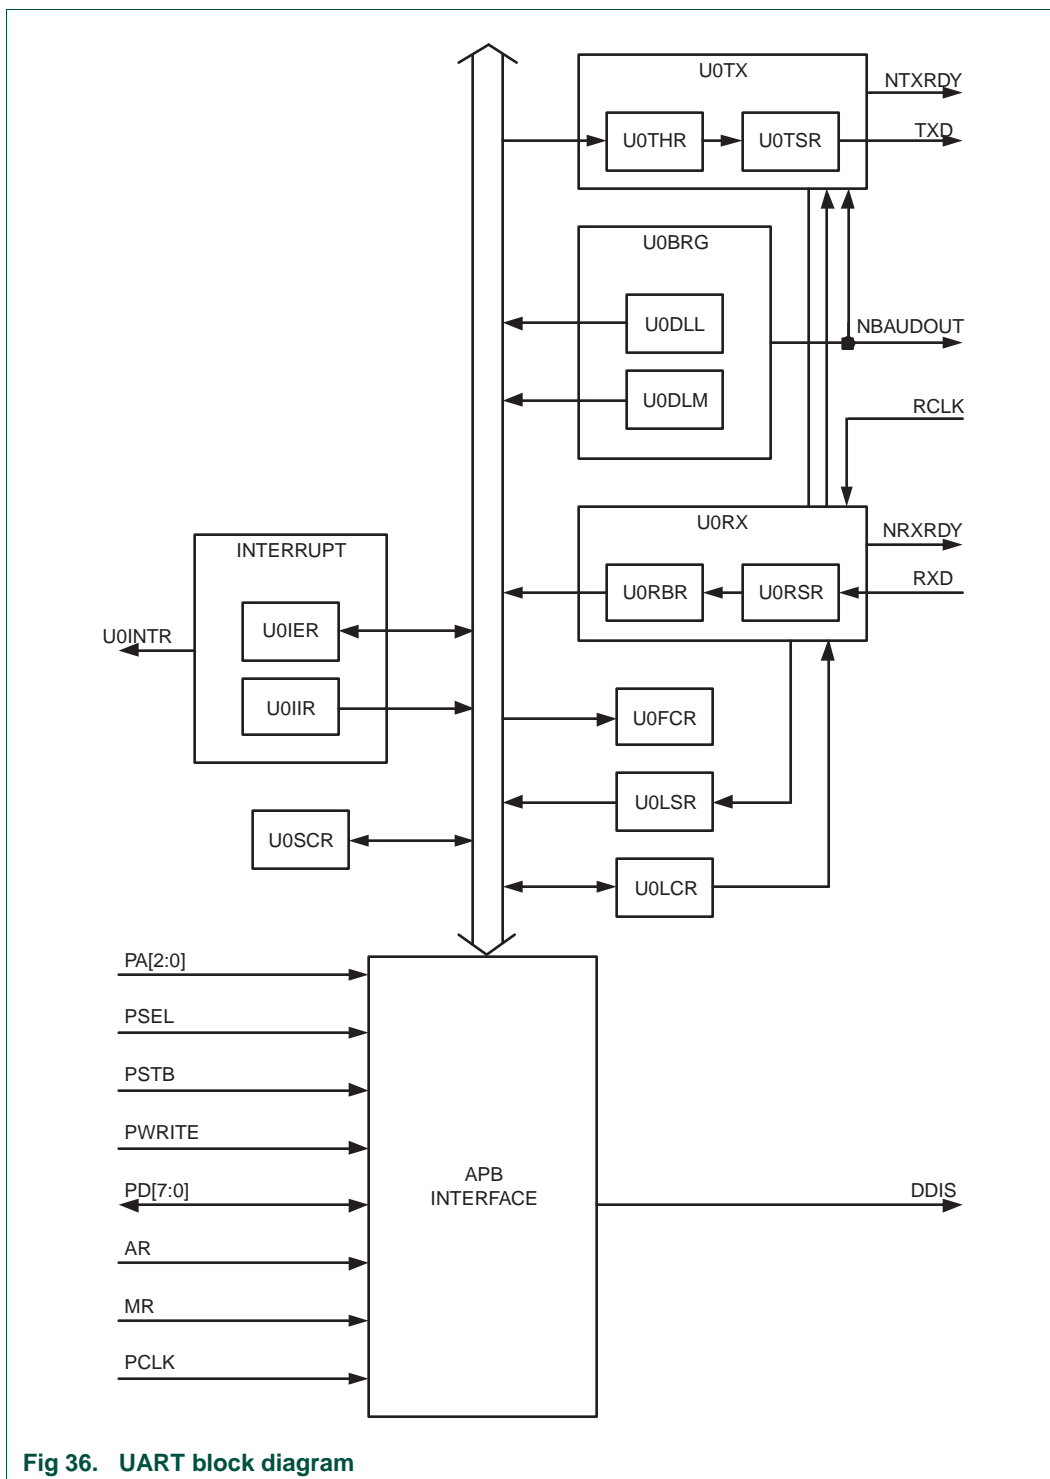 U0TX
NTXRDY
U0THR
U0TSR
TXD
U0BRG
U0DLL
NBAUDOUT
U0DLM
RCLK
U0RX
NRXRDY
U0RBR
U0RSR
RXD
INTERRUPT
U0INTR
U0IER
U0IIR
U0FCR
U0LSR
U0SCR
U0LCR
PA[2:0]
PSEL
PSTB
PWRITE
PD[7:0]
AR
MR
PCLK
APB
INTERFACE
DDIS
Fig 36. UART block diagram